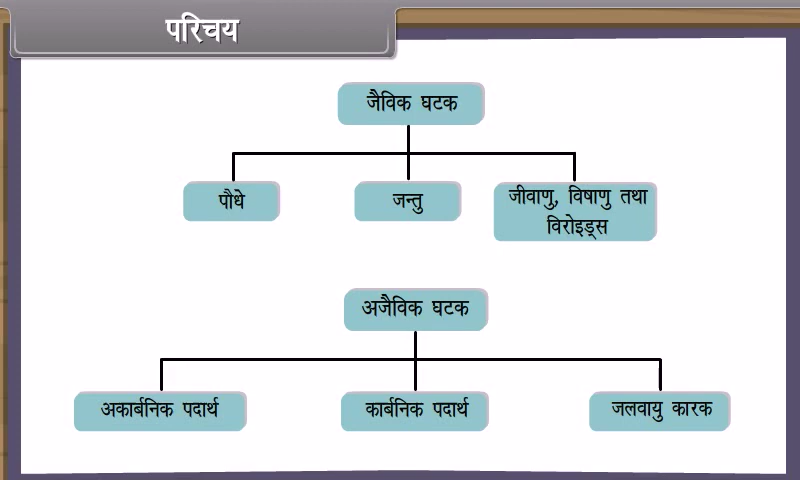 परिचय
जैविक घटक
पौधे
जन्तु
जीवाणु, विषाणु तथा
विरोइड्स
अजैविक घटक
अकार्बनिक पदार्थ
कार्बनिक पदार्थ
जलवायु कारक